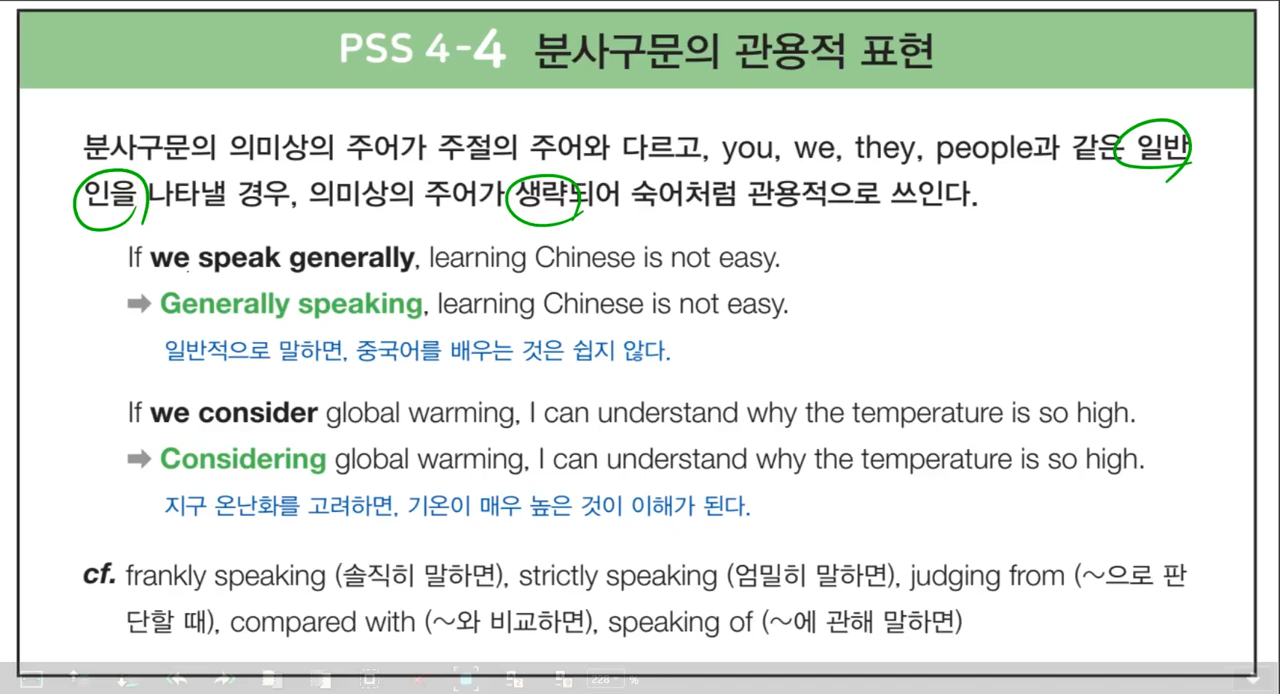 PSS 4-4 분사구문의 관용적 표현
분사구문의 의미상의 주어가 주절의 주어와 다르고, you, we, they, people과 같은 일반
인을 나타낼 경우, 의미상의 주어가 생략되어 숙어처럼 관용적으로 쓰인다.
If we speak generally, learning Chinese is not easy.
➡ Generally speaking, learning Chinese is not easy.
일반적으로 말하면, 중국어를 배우는 것은 쉽지 않다.
If we consider global warming, I can understand why the temperature is so high.
➡ Considering global warming, I can understand why the temperature is so high.
지구 온난화를 고려하면, 기온이 매우 높은 것이 이해가 된다.
cf. frankly speaking (솔직히 말하면), strictly speaking (엄밀히 말하면), judging from (~으로 판
단할 때), compared with (~와 비교하면), speaking of (~에 관해 말하면)
228 %